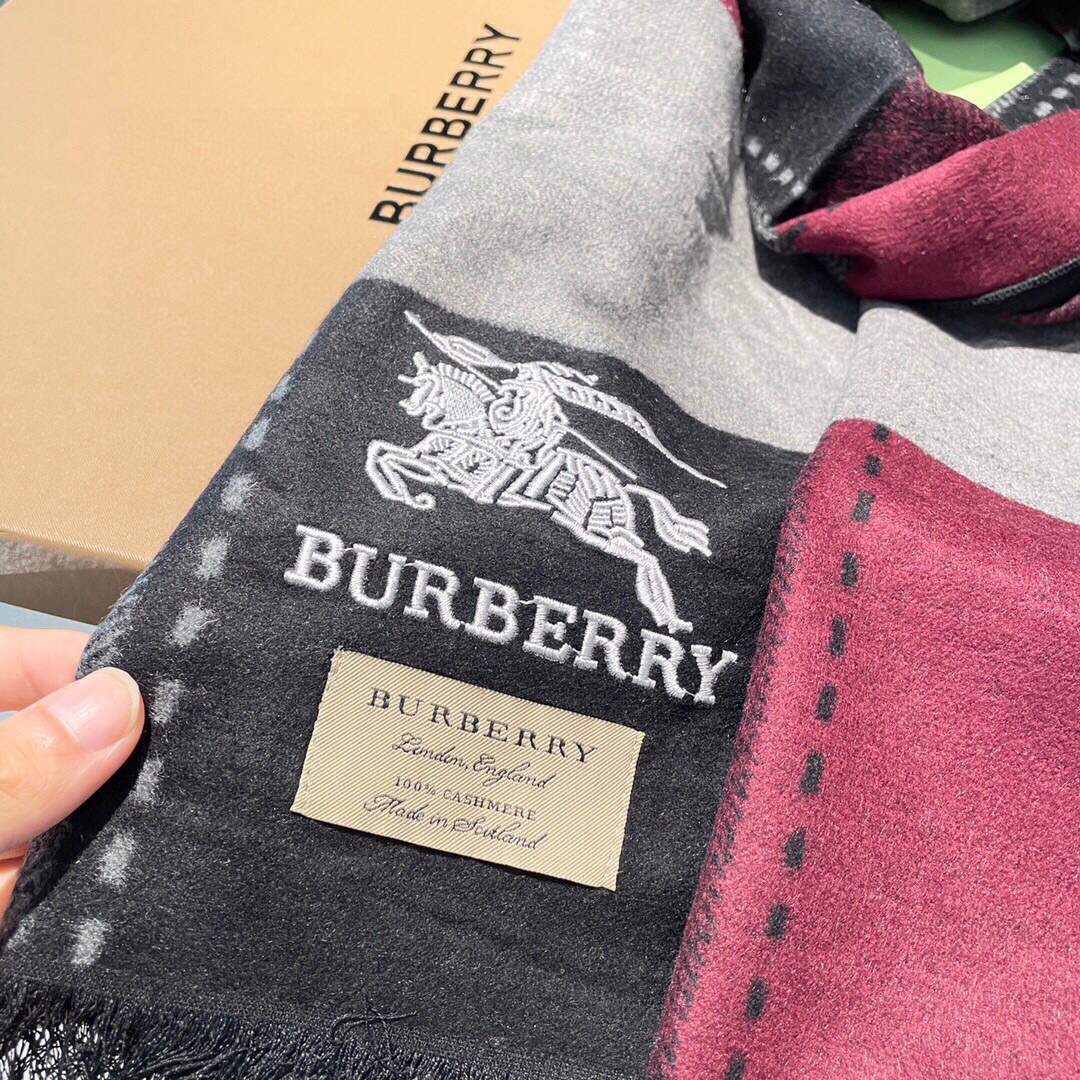 BURBERRY
BURBERRY
BURBERRY
London, England
100% CASHMERE
Made in Scotland